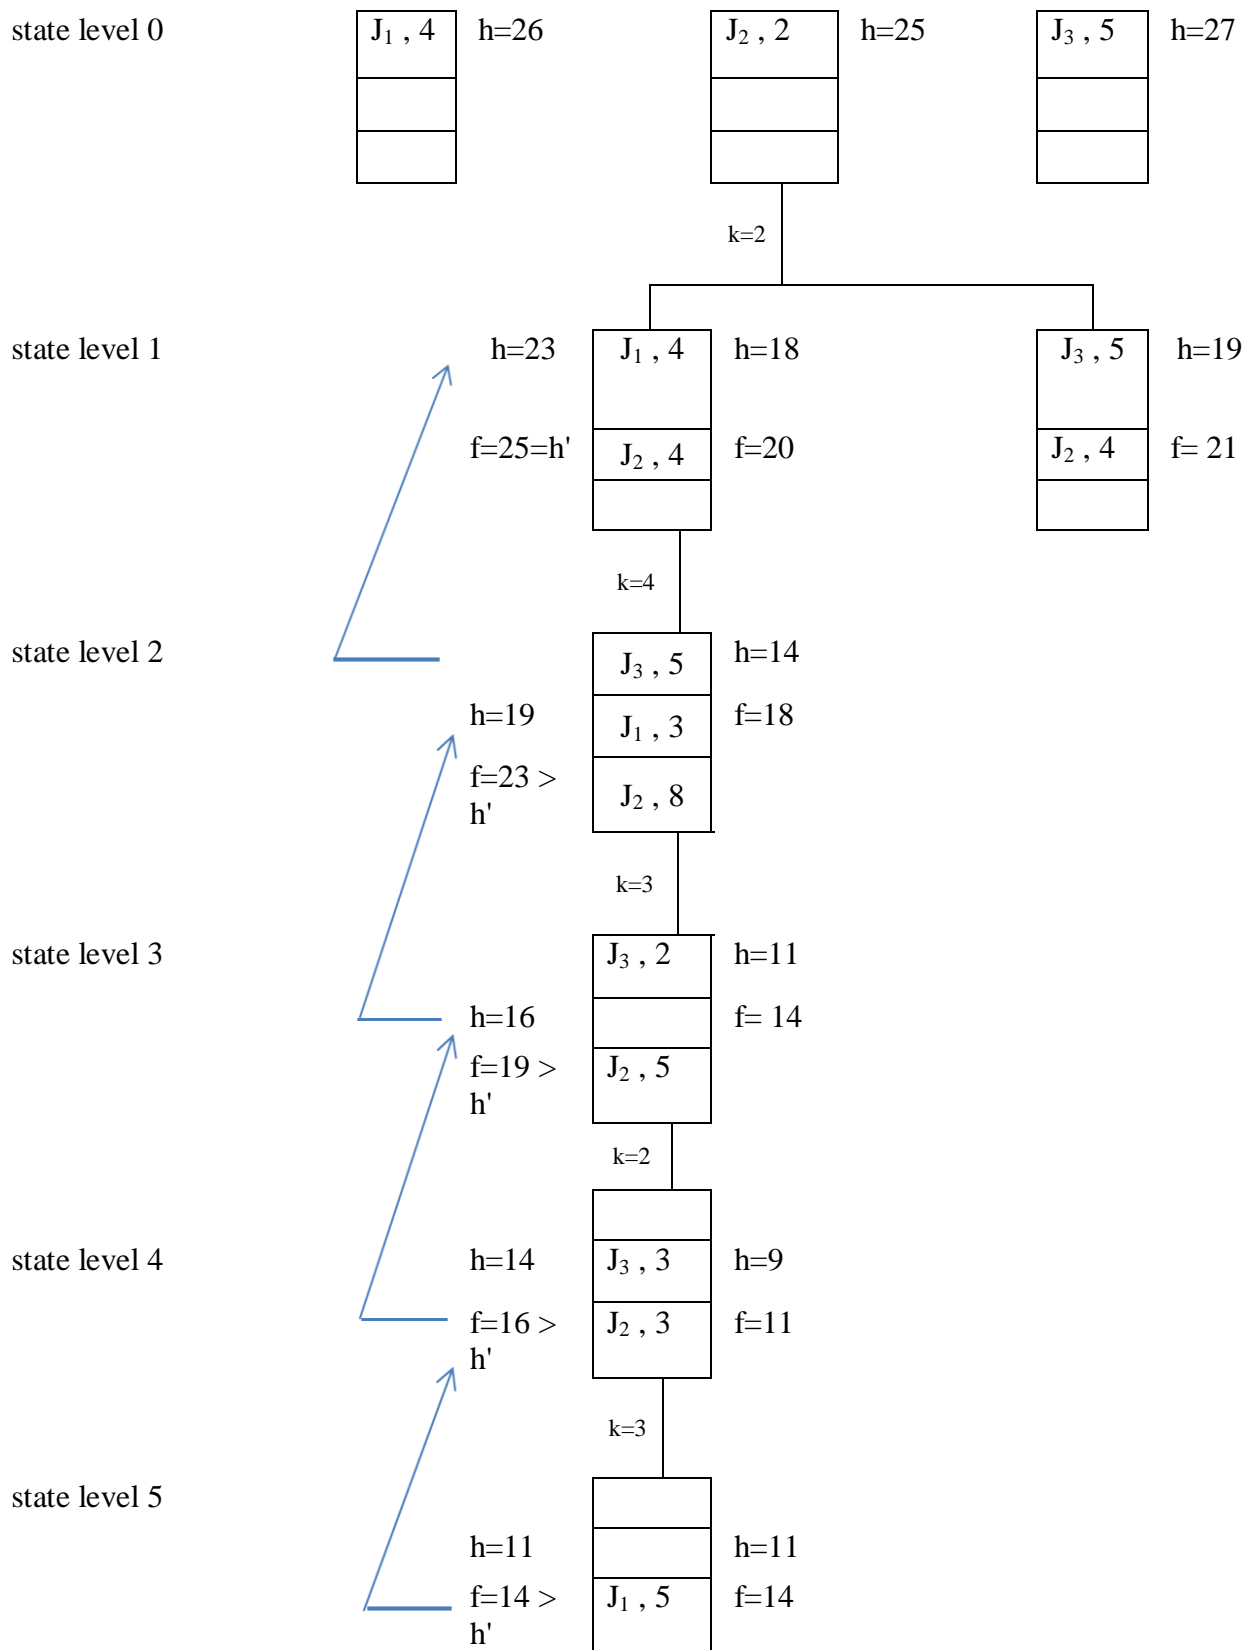 state level 0 J₁ , 4 h=26 J₂ , 2 h=25 J₃ , 5 h=27
k=2
state level 1 h=23 J₁ , 4 h=18 J₃ , 5 h=19
f=25=h' J₂ , 4 f=20 J₂ , 4 f= 21
k=4
state level 2 J₃ , 5 h=14
h=19 J₁ , 3 f=18
f=23 >
h' J₂ , 8
k=3
state level 3 J₃ , 2 h=11
h=16 f= 14
f=19 > J₂ , 5
h'
k=2
state level 4 h=14 J₃ , 3 h=9
f=16 > J₂ , 3 f=11
h'
k=3
state level 5
h=11 h=11
f=14 > J₁ , 5 f=14
h'